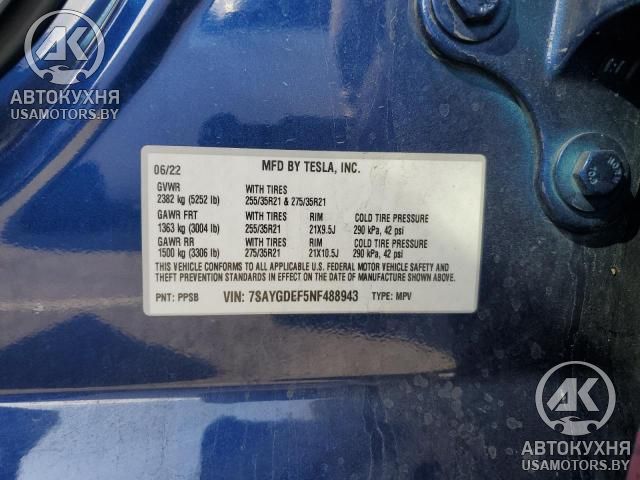 AK
АВТОКУХНЯ
USAMOTORS.BY
06/22 MFD BY TESLA, INC.
GVWR WITH TIRES
2382 kg (5252 lb) 255/35R21 & 275/35R21
GAWR FRT WITH TIRES RIM COLD TIRE PRESSURE
1363 kg (3004 lb) 255/35R21 21X9.5J 290 kPa, 42 psi
GAWR RR WITH TIRES RIM COLD TIRE PRESSURE
1500 kg (3306 lb) 275/35R21 21X10.5J 290 kPa, 42 psi
THIS VEHICLE CONFORMS TO ALL APPLICABLE U.S. FEDERAL MOTOR VEHICLE SAFETY AND
THEFT PREVENTION STANDARDS IN EFFECT ON THE DATE OF MANUFACTURE SHOWN ABOVE.
PNT: PPSB VIN: 7SAYGDEF5NF488943 TYPE: MPV
AK
АВТОКУХНЯ
USAMOTORS.BY